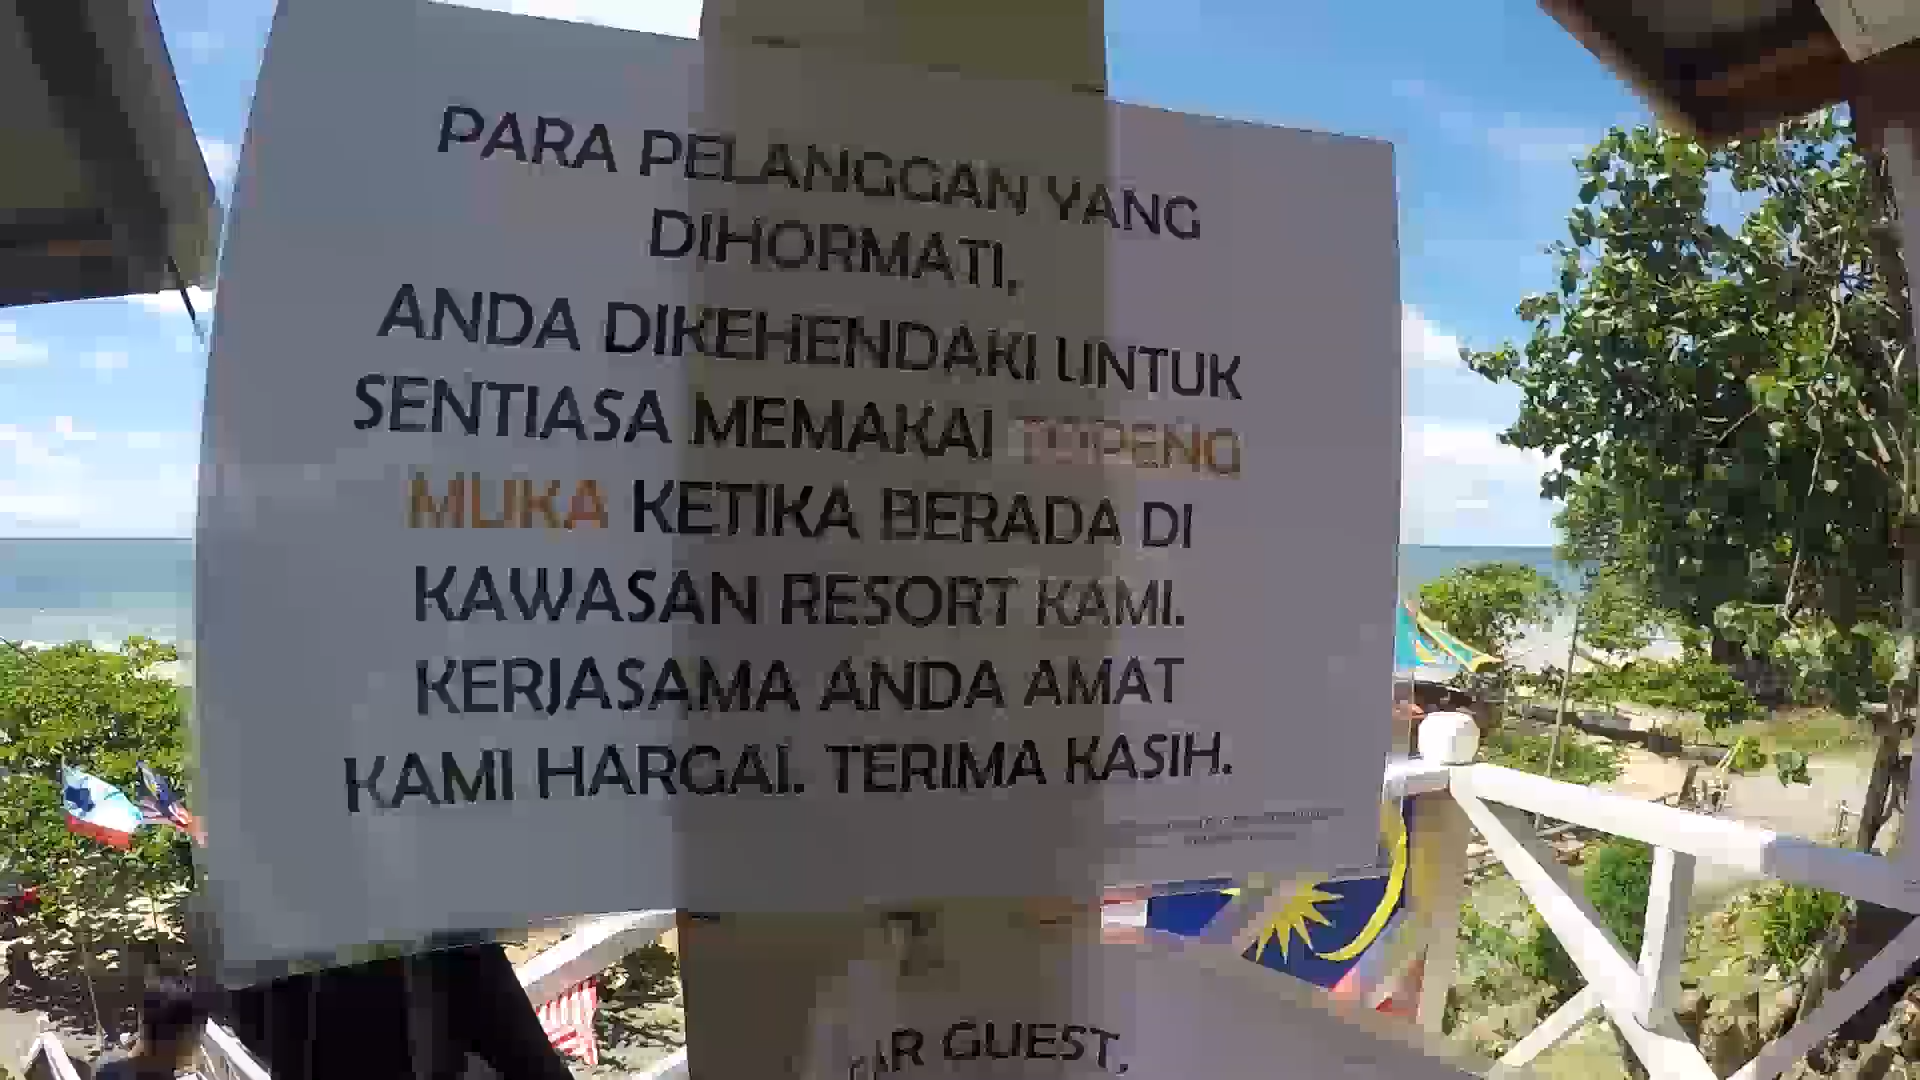 PARA PELANGGAN YANG
DIHORMATI,
ANDA DIKEHENDAKI UNTUK
SENTIASA MEMAKAI TOPENG
MUKA KETIKA BERADA DI
KAWASAN RESORT KAMI.
KERJASAMA ANDA AMAT
KAMI HARGAI. TERIMA KASIH.
GUEST,